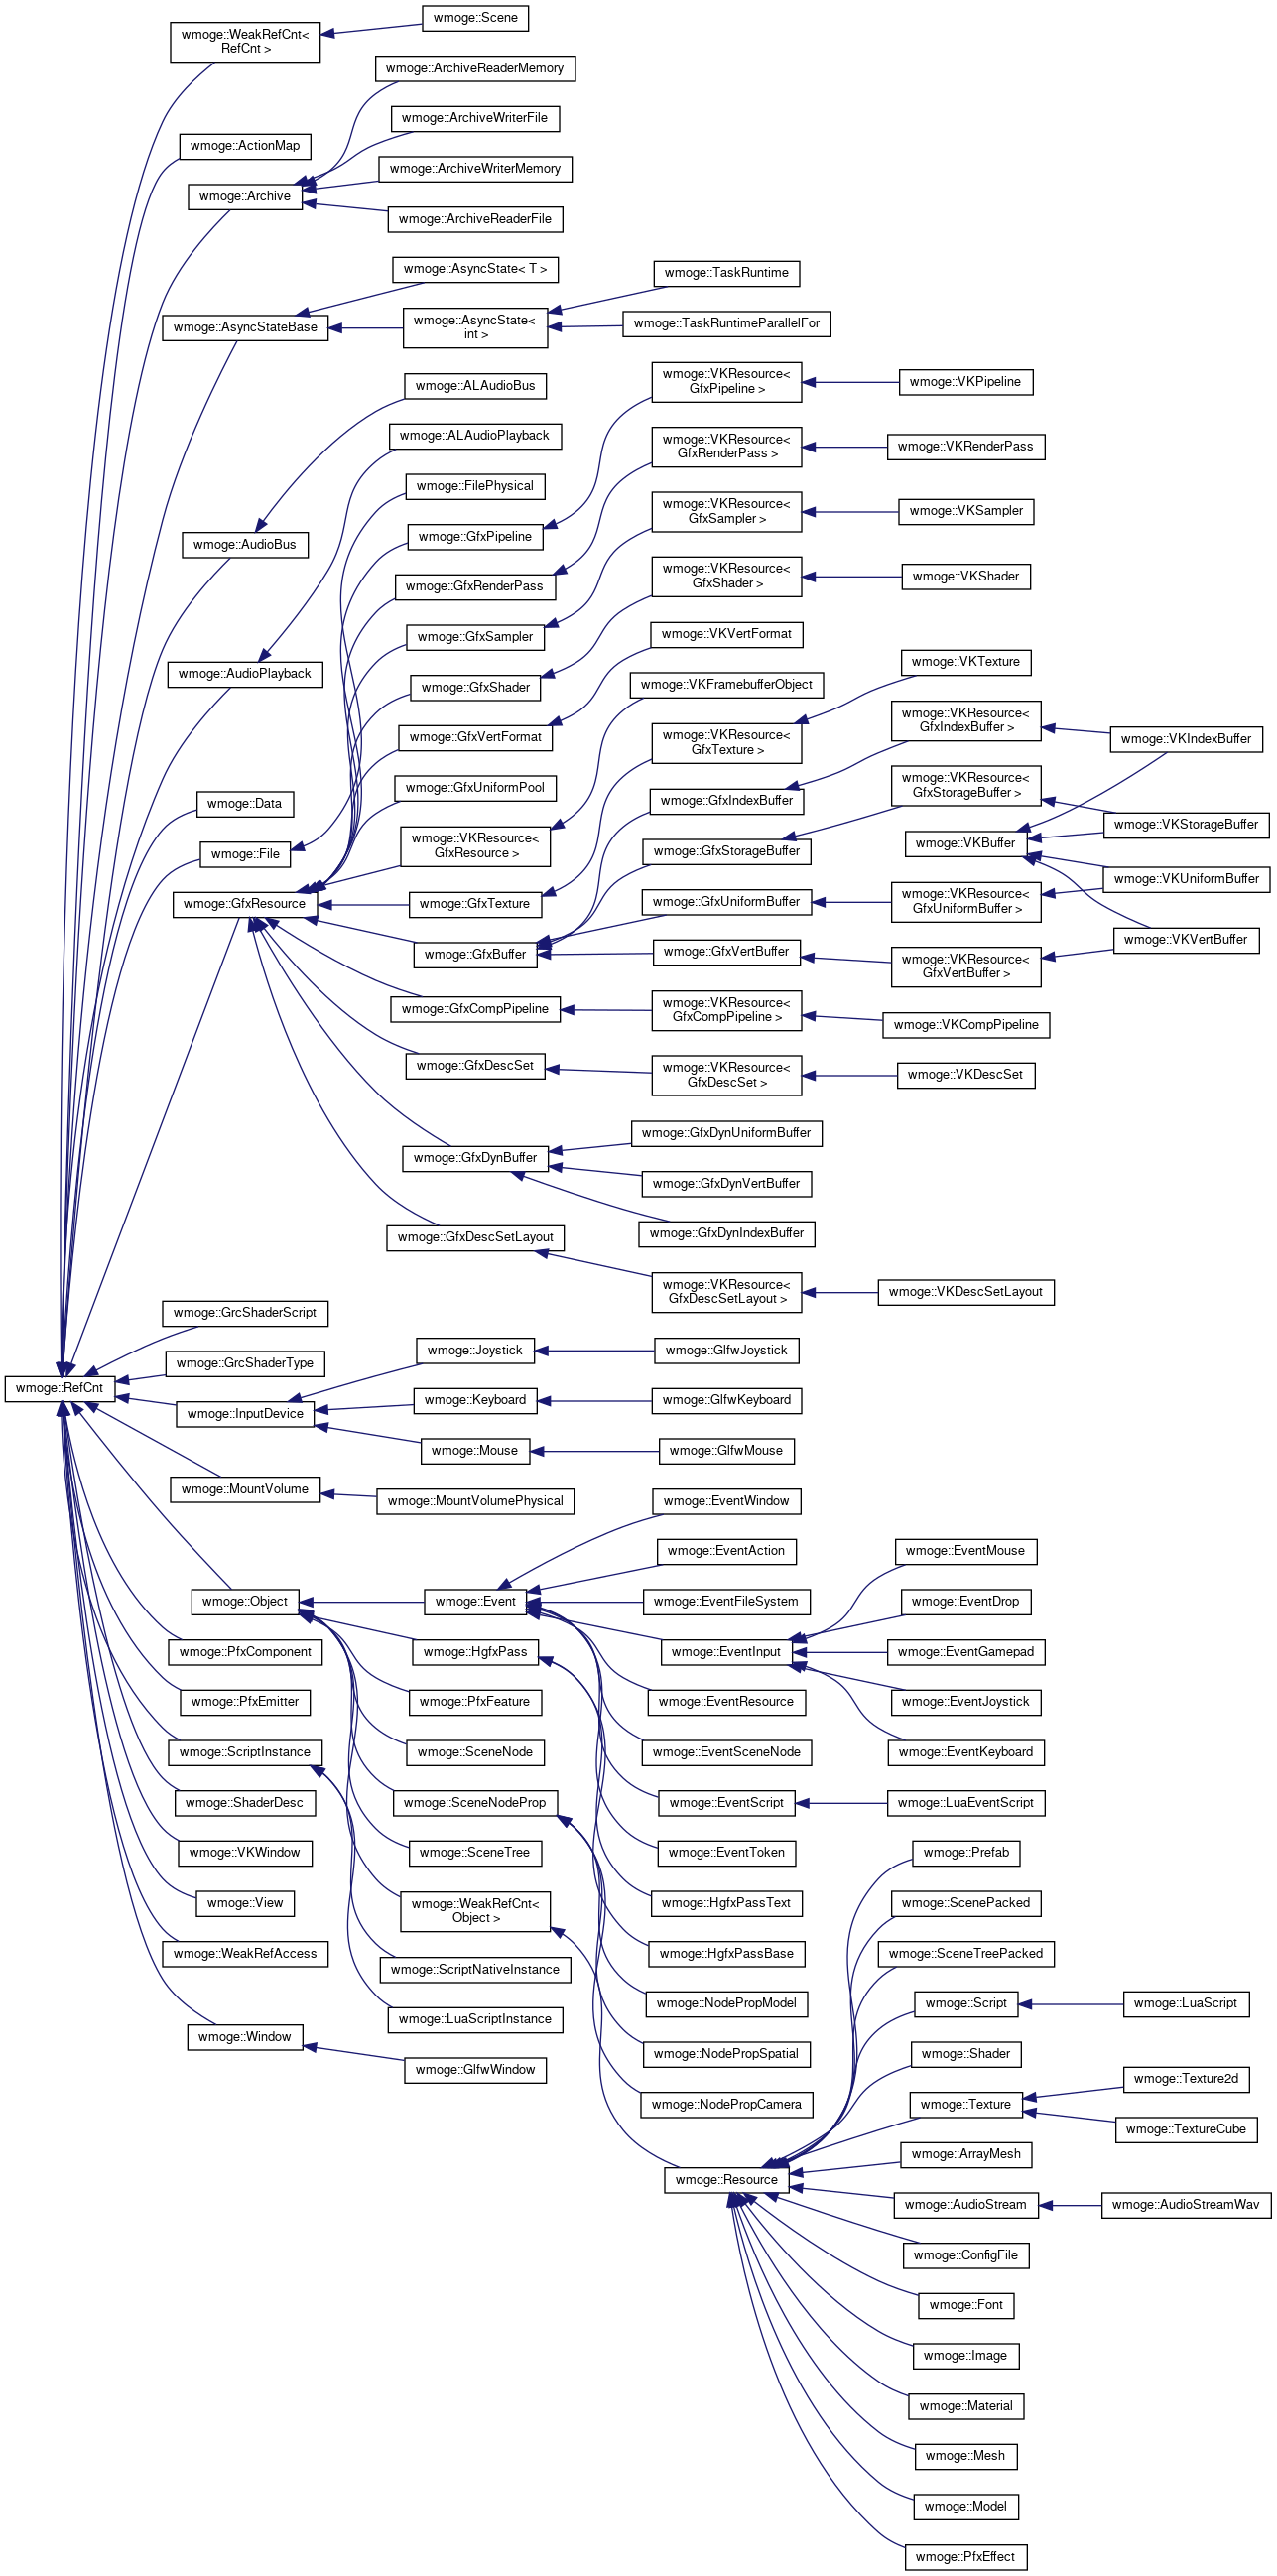 wmoge::Scene
wmoge::WeakRefCnt<
RefCnt >
wmoge::ArchiveReaderMemory
wmoge::ArchiveWriterFile
wmoge::ActionMap
wmoge::ArchiveWriterMemory
wmoge::Archive
wmoge::ArchiveReaderFile
wmoge::AsyncState< T >
wmoge::TaskRuntime
wmoge::AsyncStateBase
wmoge::AsyncState<
int >
wmoge::TaskRuntimeParallelFor
wmoge::ALAudioBus
wmoge::VKResource<
GfxPipeline >
wmoge::VKPipeline
wmoge::ALAudioPlayback
wmoge::VKResource<
GfxRenderPass >
wmoge::VKRenderPass
wmoge::FilePhysical
wmoge::VKResource<
GfxSampler >
wmoge::VKSampler
wmoge::AudioBus
wmoge::GfxPipeline
wmoge::GfxRenderPass
wmoge::VKResource<
GfxShader >
wmoge::VKShader
wmoge::GfxSampler
wmoge::VKVertFormat
wmoge::AudioPlayback
wmoge::GfxShader
wmoge::VKFramebufferObject
wmoge::VKTexture
wmoge::GfxVertFormat
wmoge::VKResource<
GfxTexture >
wmoge::VKResource<
GfxIndexBuffer >
wmoge::VKIndexBuffer
wmoge::Data
wmoge::GfxUniformPool
wmoge::GfxIndexBuffer
wmoge::VKResource<
GfxStorageBuffer >
wmoge::VKStorageBuffer
wmoge::File
wmoge::VKResource<
GfxResource >
wmoge::GfxStorageBuffer
wmoge::VKBuffer
wmoge::VKUniformBuffer
wmoge::GfxResource
wmoge::GfxTexture
wmoge::GfxUniformBuffer
wmoge::VKResource<
GfxUniformBuffer >
wmoge::VKVertBuffer
wmoge::GfxBuffer
wmoge::GfxVertBuffer
wmoge::VKResource<
GfxVertBuffer >
wmoge::GfxCompPipeline
wmoge::VKResource<
GfxCompPipeline >
wmoge::VKCompPipeline
wmoge::GfxDescSet
wmoge::VKResource<
GfxDescSet >
wmoge::VKDescSet
wmoge::GfxDynBuffer
wmoge::GfxDynUniformBuffer
wmoge::GfxDynVertBuffer
wmoge::GfxDynIndexBuffer
wmoge::GfxDescSetLayout
wmoge::VKResource<
GfxDescSetLayout >
wmoge::VKDescSetLayout
wmoge::GrcShaderScript
wmoge::GrcShaderType
wmoge::Joystick
wmoge::GlfwJoystick
wmoge::RefCnt
wmoge::InputDevice
wmoge::Keyboard
wmoge::GlfwKeyboard
wmoge::Mouse
wmoge::GlfwMouse
wmoge::MountVolume
wmoge::MountVolumePhysical
wmoge::EventWindow
wmoge::EventAction
wmoge::EventMouse
wmoge::Object
wmoge::Event
wmoge::EventFileSystem
wmoge::EventDrop
wmoge::PfxComponent
wmoge::HgfxPass
wmoge::EventInput
wmoge::EventGamepad
wmoge::PfxEmitter
wmoge::PfxFeature
wmoge::EventResource
wmoge::EventJoystick
wmoge::ScriptInstance
wmoge::SceneNode
wmoge::EventSceneNode
wmoge::EventKeyboard
wmoge::ShaderDesc
wmoge::SceneNodeProp
wmoge::EventScript
wmoge::LuaEventScript
wmoge::VKWindow
wmoge::SceneTree
wmoge::EventToken
wmoge::Prefab
wmoge::View
wmoge::WeakRefCnt<
Object >
wmoge::HgfxPassText
wmoge::ScenePacked
wmoge::WeakRefAccess
wmoge::ScriptNativeInstance
wmoge::HgfxPassBase
wmoge::SceneTreePacked
wmoge::LuaScriptInstance
wmoge::NodePropModel
wmoge::Script
wmoge::LuaScript
wmoge::Window
wmoge::GlfwWindow
wmoge::NodePropSpatial
wmoge::Shader
wmoge::NodePropCamera
wmoge::Texture
wmoge::Texture2d
wmoge::TextureCube
wmoge::Resource
wmoge::ArrayMesh
wmoge::AudioStream
wmoge::AudioStreamWav
wmoge::ConfigFile
wmoge::Font
wmoge::Image
wmoge::Material
wmoge::Mesh
wmoge::Model
wmoge::PfxEffect